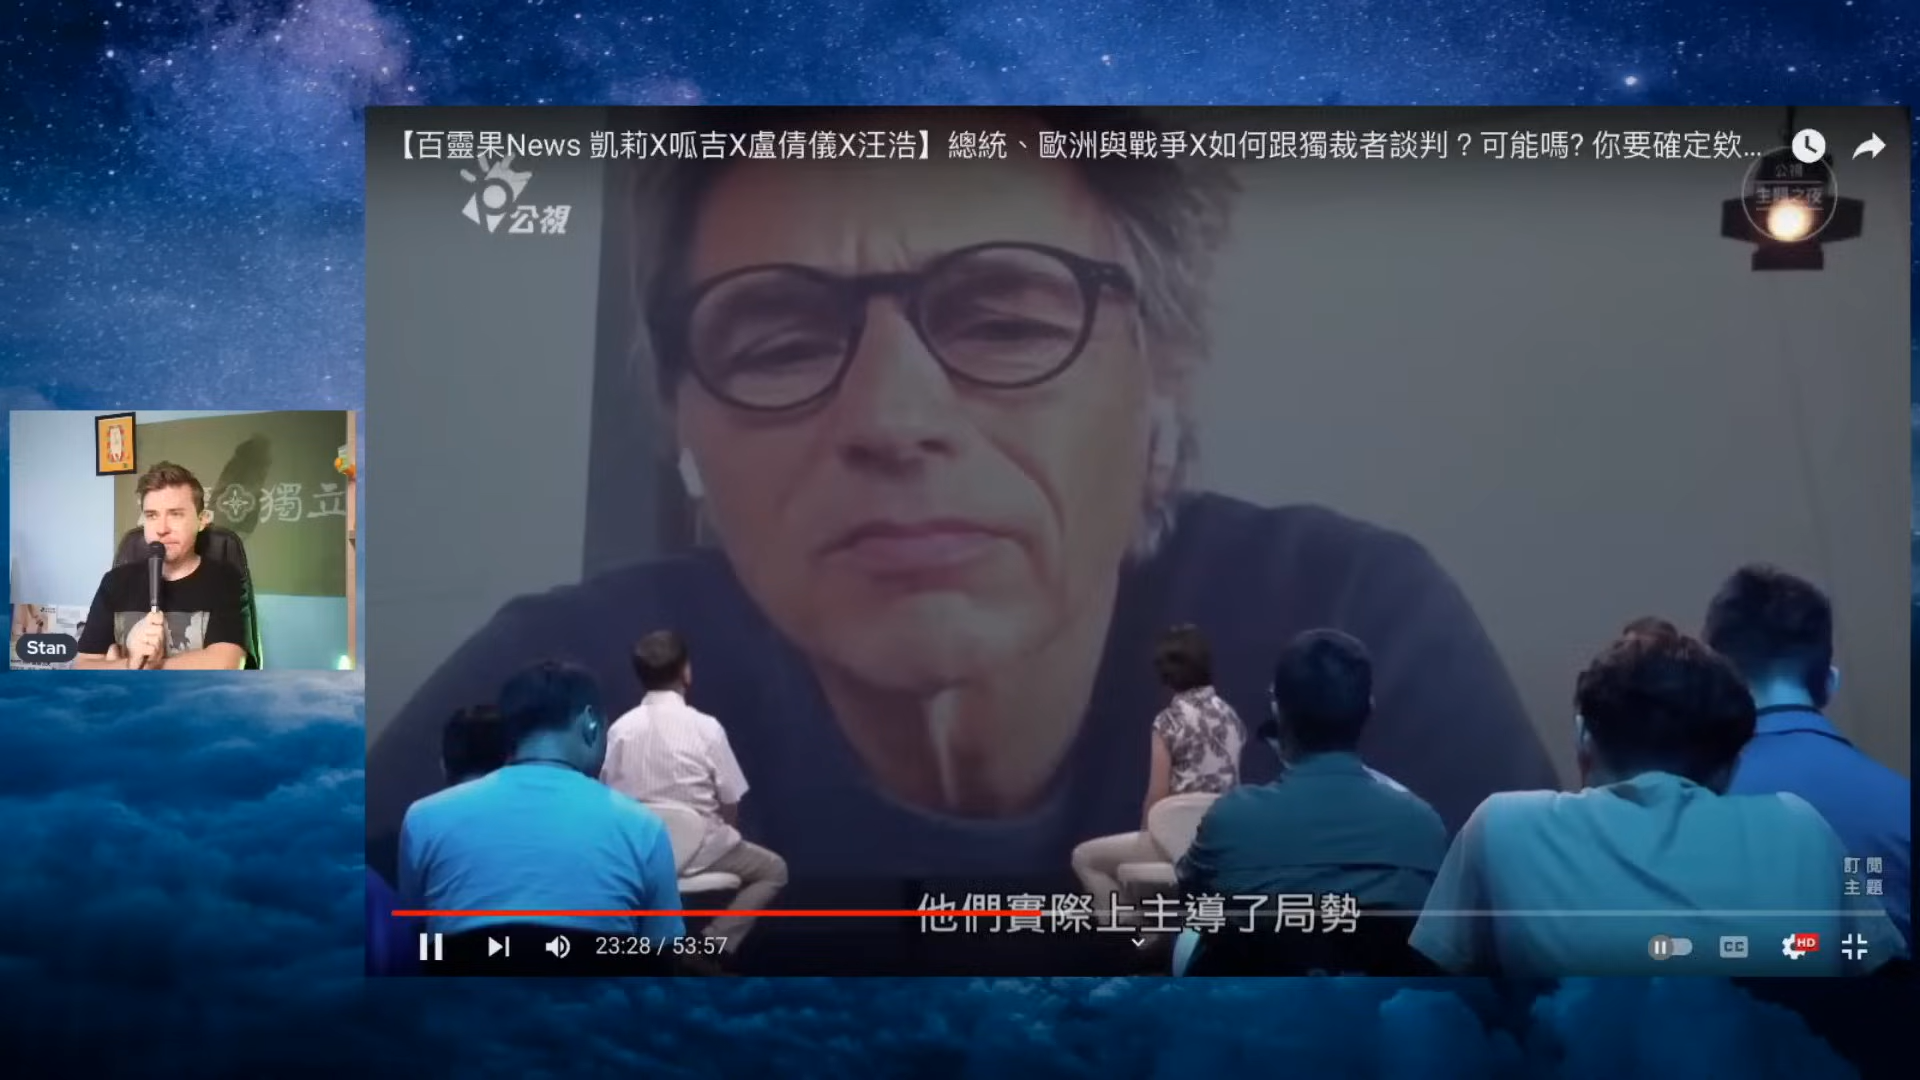 【百靈果News 凱莉X呱吉X盧倩儀X汪浩】總統、歐洲與戰爭X如何跟獨裁者談判？可能嗎? 你要確定欸...
公視
公視
主題之夜
獨立
Stan
訂閱
主題
他們實際上主導了局勢
23:28 / 53:57
CC
HD